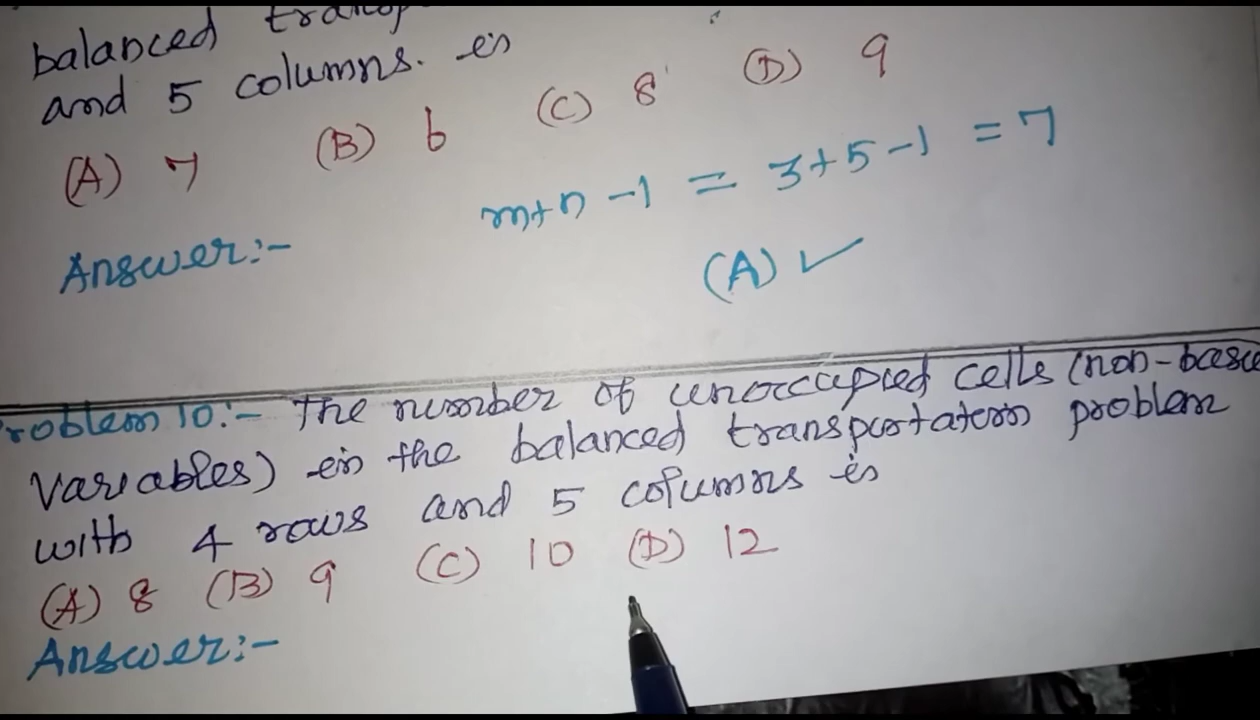 balanced
and 5 columns. is
(A) 7 (B) 6 (C) 8 (D) 9
m+n-1 = 3+5-1 = 7
Answer:-
(A) ✓
roblem 10:- The number of unoccupied cells (non-basic
variables) in the balanced transportation problem
with 4 rows and 5 columns is
(A) 8 (B) 9 (C) 10 (D) 12
Answer:-